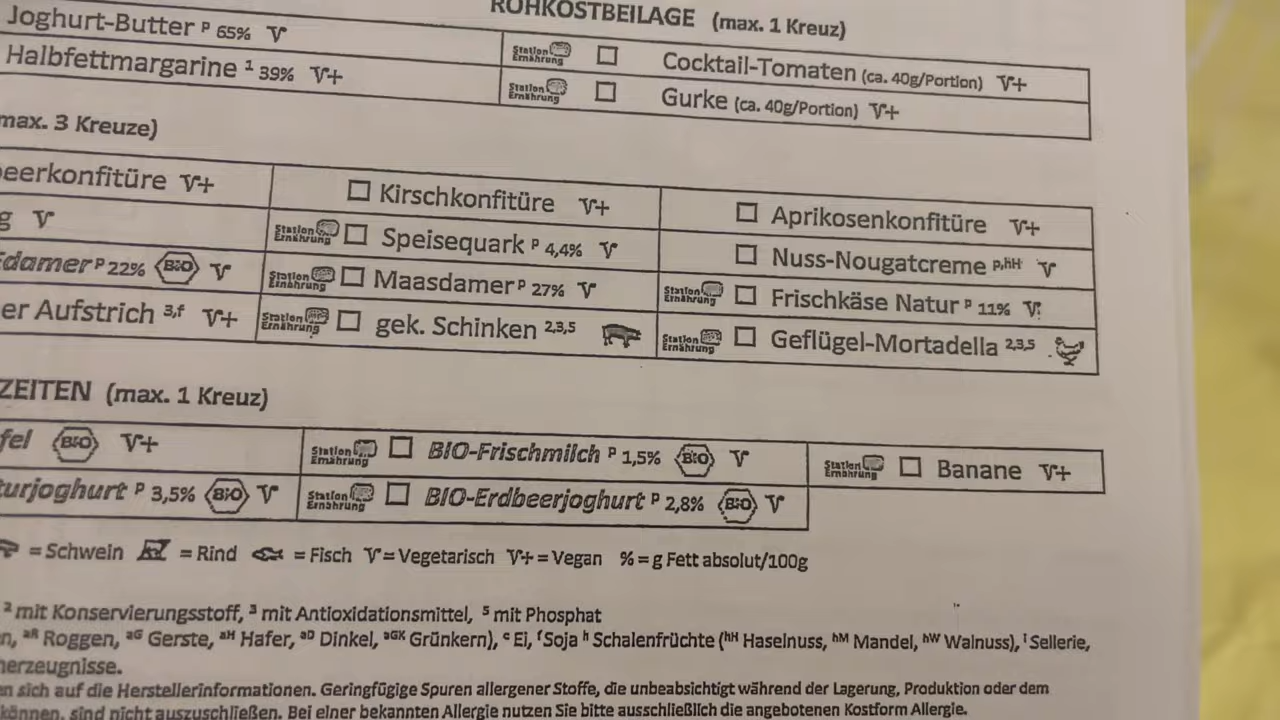 ROHKOSTBEILAGE (max. 1 Kreuz)
Joghurt-Butter P 65% V
Station Ernährung ☐ Cocktail-Tomaten (ca. 40g/Portion) V+
Halbfettmargarine 1 39% V+
Station Ernährung ☐ Gurke (ca. 40g/Portion) V+
max. 3 Kreuze)
eerkonfitüre V+ ☐ Kirschkonfitüre V+ ☐ Aprikosenkonfitüre V+
g V Station Ernährung ☐ Speisequark P 4,4% V ☐ Nuss-Nougatcreme P,hH V
damer P 22% BIO V Station Ernährung ☐ Maasdamer P 27% V Station Ernährung ☐ Frischkäse Natur P 11% V
er Aufstrich 3,f V+ Station Ernährung ☐ gek. Schinken 2,3,5 Station Ernährung ☐ Geflügel-Mortadella 2,3,5
ZEITEN (max. 1 Kreuz)
fel BIO V+ Station Ernährung ☐ BIO-Frischmilch P 1,5% BIO V Station Ernährung ☐ Banane V+
turjoghurt P 3,5% BIO V Station Ernährung ☐ BIO-Erdbeerjoghurt P 2,8% BIO V
= Schwein = Rind = Fisch V = Vegetarisch V+ = Vegan % = g Fett absolut/100g
2 mit Konservierungsstoff, 3 mit Antioxidationsmittel, 5 mit Phosphat
n, aR Roggen, aG Gerste, aH Hafer, aD Dinkel, aGK Grünkern), c Ei, f Soja h Schalenfrüchte (hH Haselnuss, hM Mandel, hW Walnuss), i Sellerie,
erzeugnisse.
en sich auf die Herstellerinformationen. Geringfügige Spuren allergener Stoffe, die unbeabsichtigt während der Lagerung, Produktion oder dem
können, sind nicht auszuschließen. Bei einer bekannten Allergie nutzen Sie bitte ausschließlich die angebotenen Kostform Allergie.